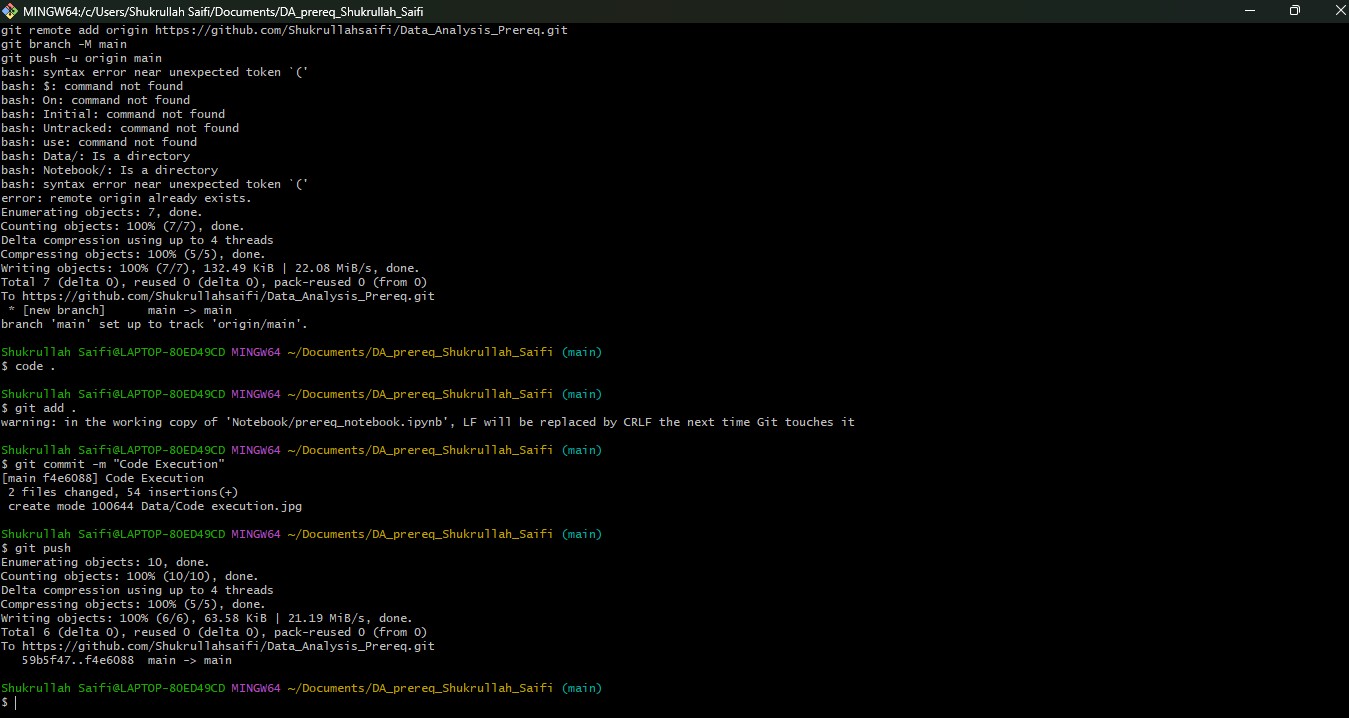 MINGW64:/c/Users/Shukrullah Saifi/Documents/DA_prereq_Shukrullah_Saifi
git remote add origin https://github.com/Shukrullahsaifi/Data_Analysis_Prereq.git
git branch -M main
git push -u origin main
bash: syntax error near unexpected token `('
bash: $: command not found
bash: On: command not found
bash: Initial: command not found
bash: Untracked: command not found
bash: use: command not found
bash: Data/: Is a directory
bash: Notebook/: Is a directory
bash: syntax error near unexpected token `('
error: remote origin already exists.
Enumerating objects: 7, done.
Counting objects: 100% (7/7), done.
Delta compression using up to 4 threads
Compressing objects: 100% (5/5), done.
Writing objects: 100% (7/7), 132.49 KiB | 22.08 MiB/s, done.
Total 7 (delta 0), reused 0 (delta 0), pack-reused 0 (from 0)
To https://github.com/Shukrullahsaifi/Data_Analysis_Prereq.git
 * [new branch]      main -> main
branch 'main' set up to track 'origin/main'.
Shukrullah Saifi@LAPTOP-80ED49CD MINGW64 ~/Documents/DA_prereq_Shukrullah_Saifi (main)
$ code .
Shukrullah Saifi@LAPTOP-80ED49CD MINGW64 ~/Documents/DA_prereq_Shukrullah_Saifi (main)
$ git add .
warning: in the working copy of 'Notebook/prereq_notebook.ipynb', LF will be replaced by CRLF the next time Git touches it
Shukrullah Saifi@LAPTOP-80ED49CD MINGW64 ~/Documents/DA_prereq_Shukrullah_Saifi (main)
$ git commit -m "Code Execution"
[main f4e6088] Code Execution
 2 files changed, 54 insertions(+)
 create mode 100644 Data/Code execution.jpg
Shukrullah Saifi@LAPTOP-80ED49CD MINGW64 ~/Documents/DA_prereq_Shukrullah_Saifi (main)
$ git push
Enumerating objects: 10, done.
Counting objects: 100% (10/10), done.
Delta compression using up to 4 threads
Compressing objects: 100% (5/5), done.
Writing objects: 100% (6/6), 63.58 KiB | 21.19 MiB/s, done.
Total 6 (delta 0), reused 0 (delta 0), pack-reused 0 (from 0)
To https://github.com/Shukrullahsaifi/Data_Analysis_Prereq.git
   59b5f47..f4e6088  main -> main
Shukrullah Saifi@LAPTOP-80ED49CD MINGW64 ~/Documents/DA_prereq_Shukrullah_Saifi (main)
$